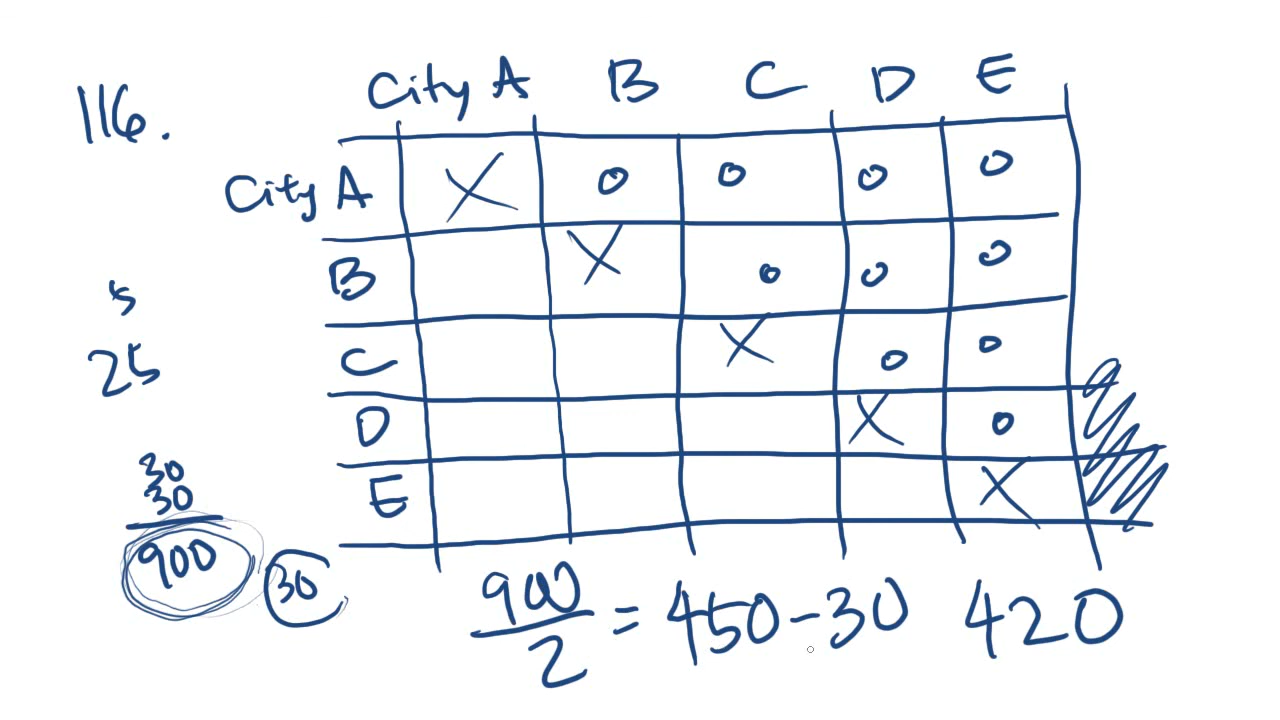 116.
City A B C D E
City A X O O O O
B X O O O
C X O O
D X O
E X
5
25
30
30
900
30
900/2 = 450-30 420